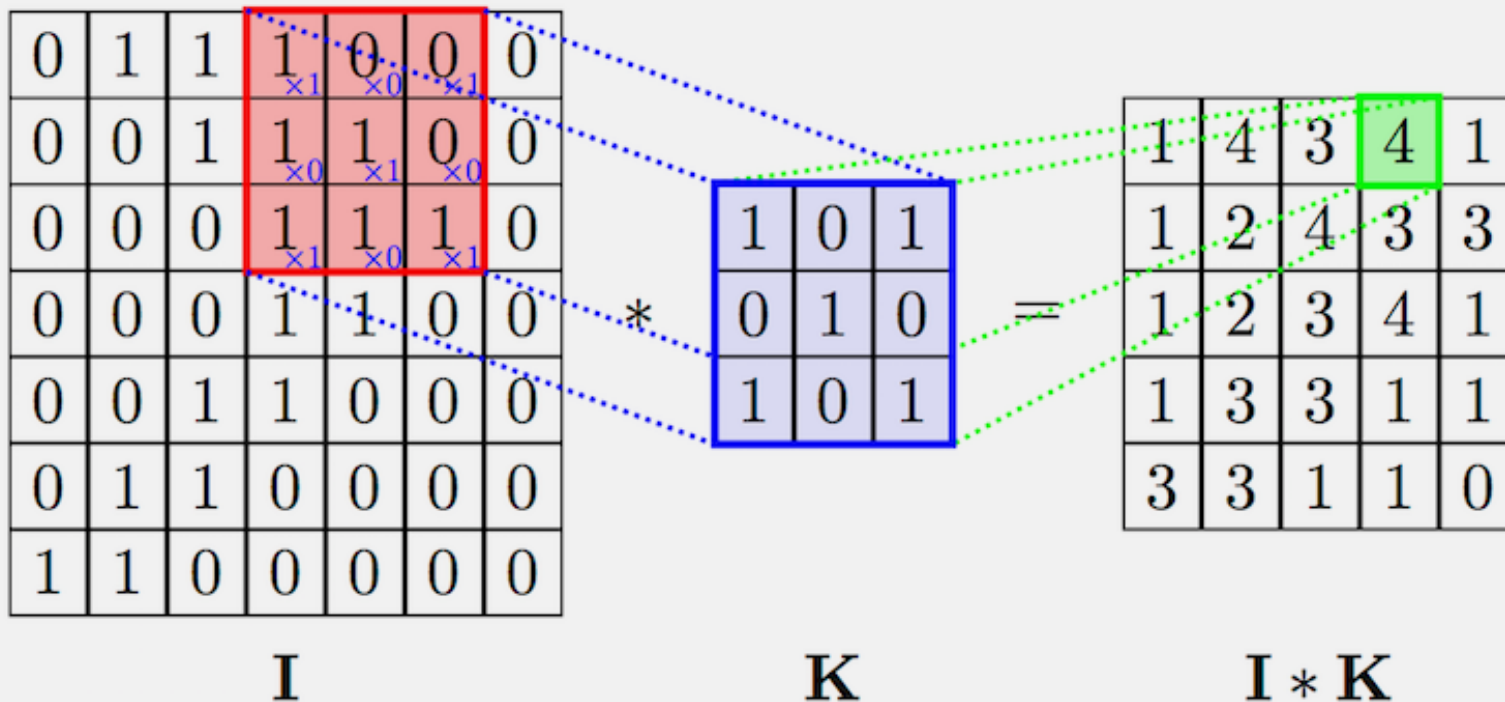 0 1 1 1×1 0×0 0×1 0
0 0 1 1×0 1×1 0×0 0
0 0 0 1×1 1×0 1×1 0
0 0 0 1 1 0 0
0 0 1 1 0 0 0
0 1 1 0 0 0 0
1 1 0 0 0 0 0
I
*
1 0 1
0 1 0
1 0 1
K
=
1 4 3 4 1
1 2 4 3 3
1 2 3 4 1
1 3 3 1 1
3 3 1 1 0
I * K